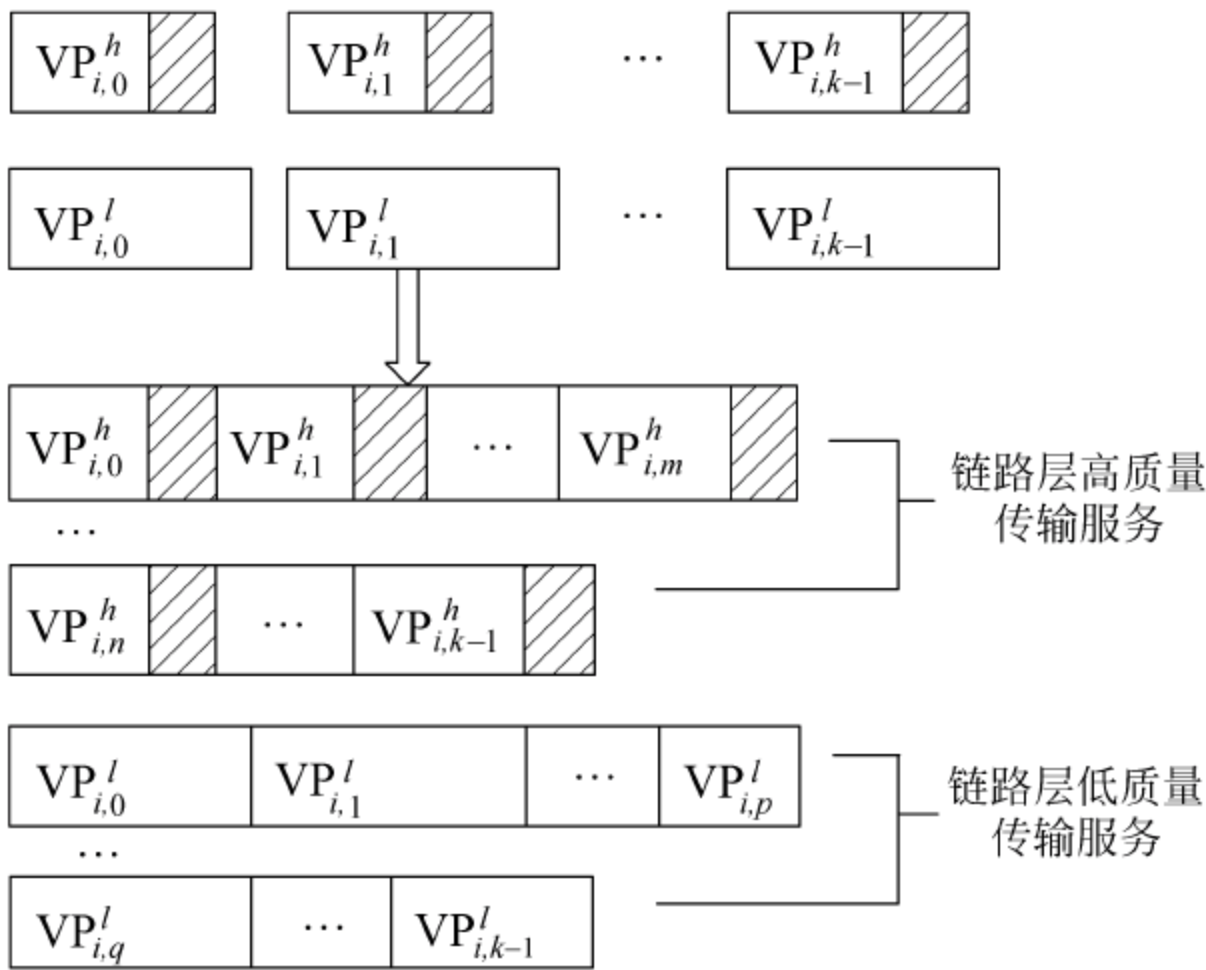 VP^h_{i,0} VP^h_{i,1} ··· VP^h_{i,k−1}
VP^l_{i,0} VP^l_{i,1} ··· VP^l_{i,k−1}
VP^h_{i,0} VP^h_{i,1} ··· VP^h_{i,m}
链路层高质量
传输服务
···
VP^h_{i,n} ··· VP^h_{i,k−1}
VP^l_{i,0} VP^l_{i,1} ··· VP^l_{i,p}
链路层低质量
传输服务
···
VP^l_{i,q} ··· VP^l_{i,k−1}